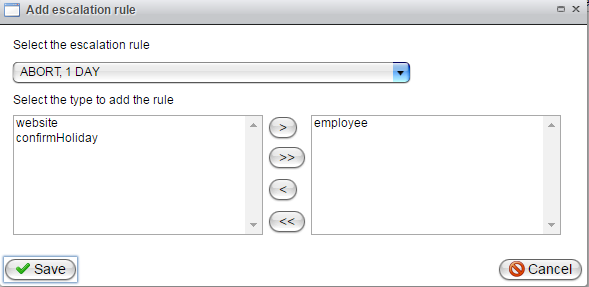 Add escalation rule
Select the escalation rule
ABORT, 1 DAY
Select the type to add the rule
website
confirmHoliday
>
>>
<
<<
employee
Save
Cancel